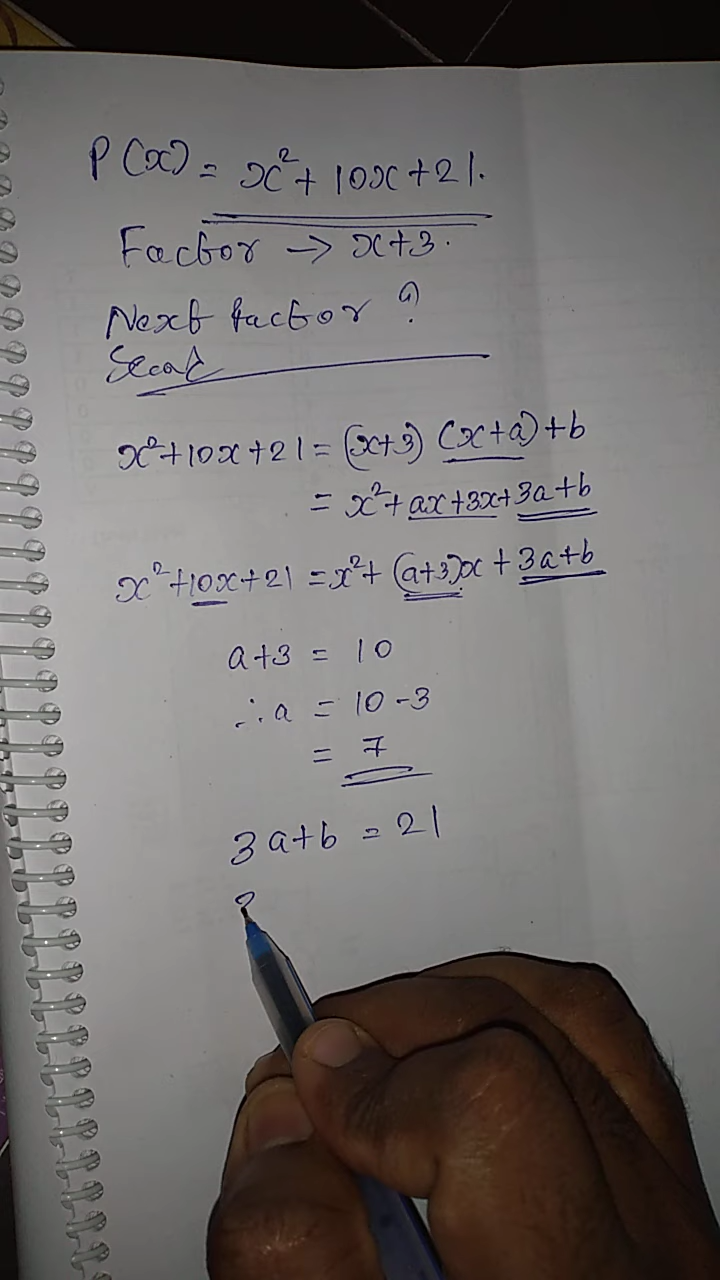 P(x) = x² + 10x + 21.
Factor → x+3.
Next factor ?
x²+10x+21 = (x+3) (x+a)+b
= x²+ax+3x+3a+b
x²+10x+21 = x²+(a+3)x + 3a+b
a+3 = 10
∴ a = 10-3
= 7
3a+b = 21